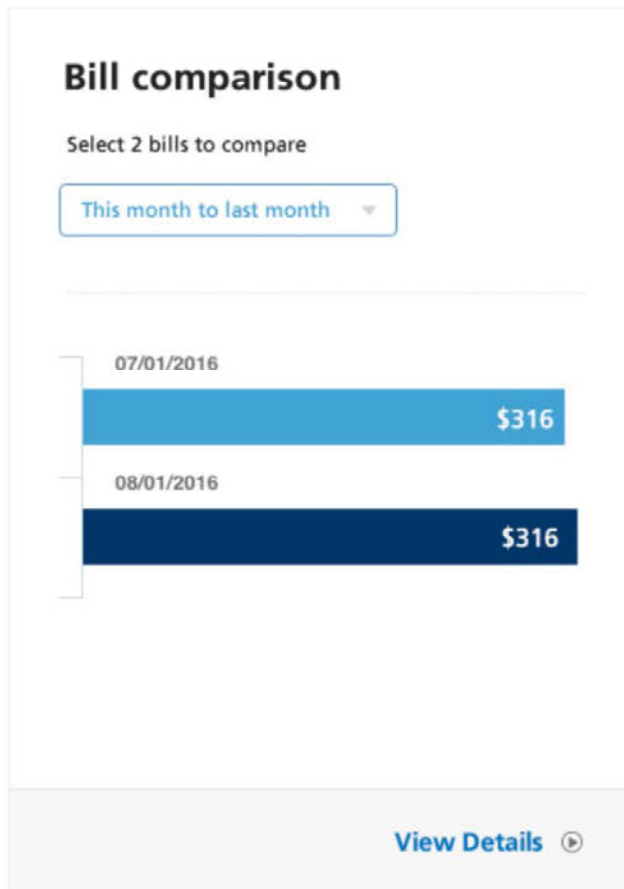 Bill comparison
Select 2 bills to compare
This month to last month
07/01/2016
$316
08/01/2016
$316
View Details